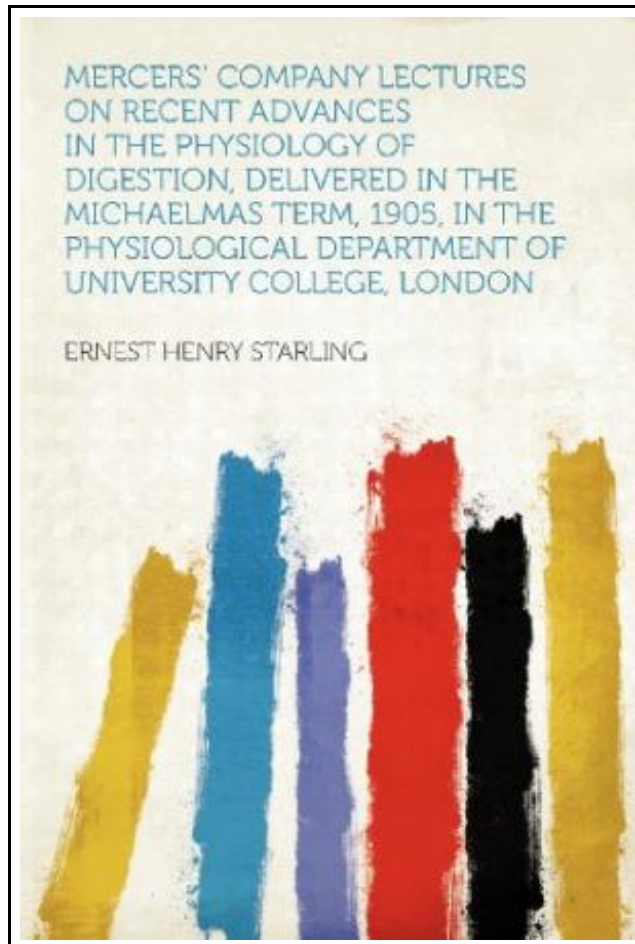 MERCERS' COMPANY LECTURES
ON RECENT ADVANCES
IN THE PHYSIOLOGY OF
DIGESTION, DELIVERED IN THE
MICHAELMAS TERM, 1905, IN THE
PHYSIOLOGICAL DEPARTMENT OF
UNIVERSITY COLLEGE, LONDON
ERNEST HENRY STARLING